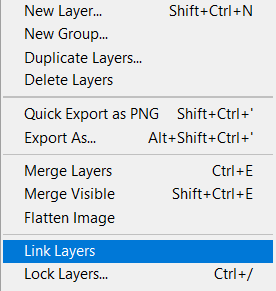 New Layer... Shift+Ctrl+N
New Group...
Duplicate Layers...
Delete Layers
Quick Export as PNG Shift+Ctrl+'
Export As... Alt+Shift+Ctrl+'
Merge Layers Ctrl+E
Merge Visible Shift+Ctrl+E
Flatten Image
Link Layers
Lock Layers... Ctrl+/